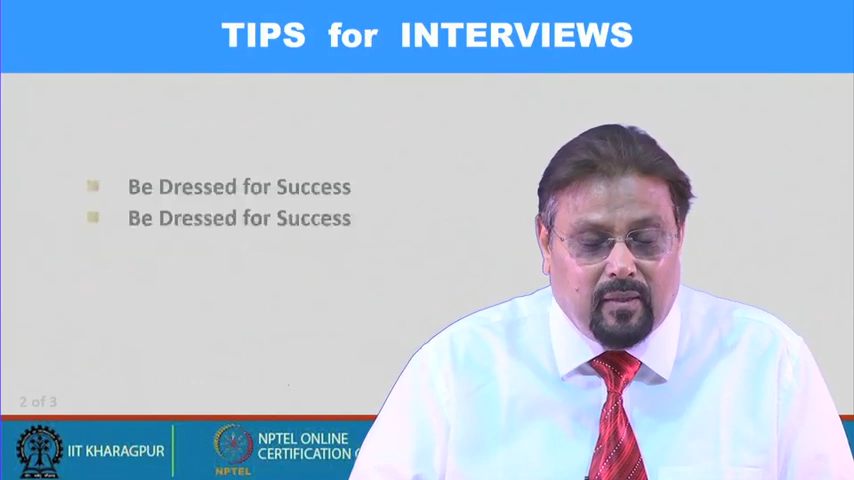 TIPS for INTERVIEWS
Be Dressed for Success
Be Dressed for Success
2 of 3
IIT KHARAGPUR
NPTEL
NPTEL ONLINE
CERTIFICATION